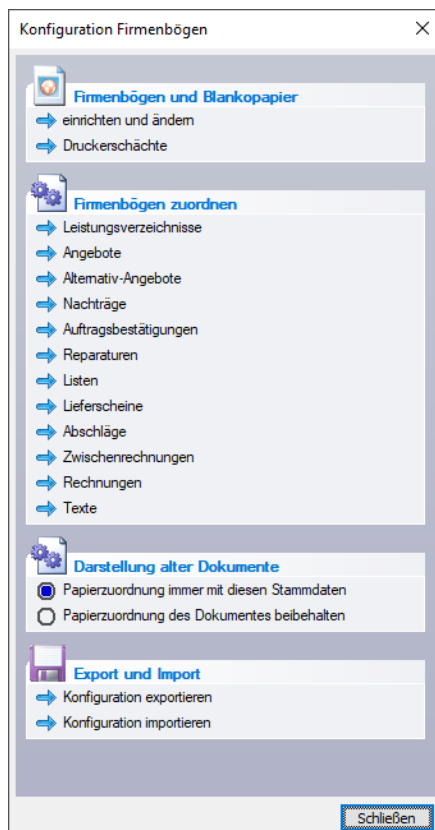 Konfiguration Firmenbögen
Firmenbögen und Blankopapier
einrichten und ändern
Druckerschächte
Firmenbögen zuordnen
Leistungsverzeichnisse
Angebote
Alternativ-Angebote
Nachträge
Auftragsbestätigungen
Reparaturen
Listen
Lieferscheine
Abschläge
Zwischenrechnungen
Rechnungen
Texte
Darstellung alter Dokumente
Papierzuordnung immer mit diesen Stammdaten
Papierzuordnung des Dokumentes beibehalten
Export und Import
Konfiguration exportieren
Konfiguration importieren
Schließen